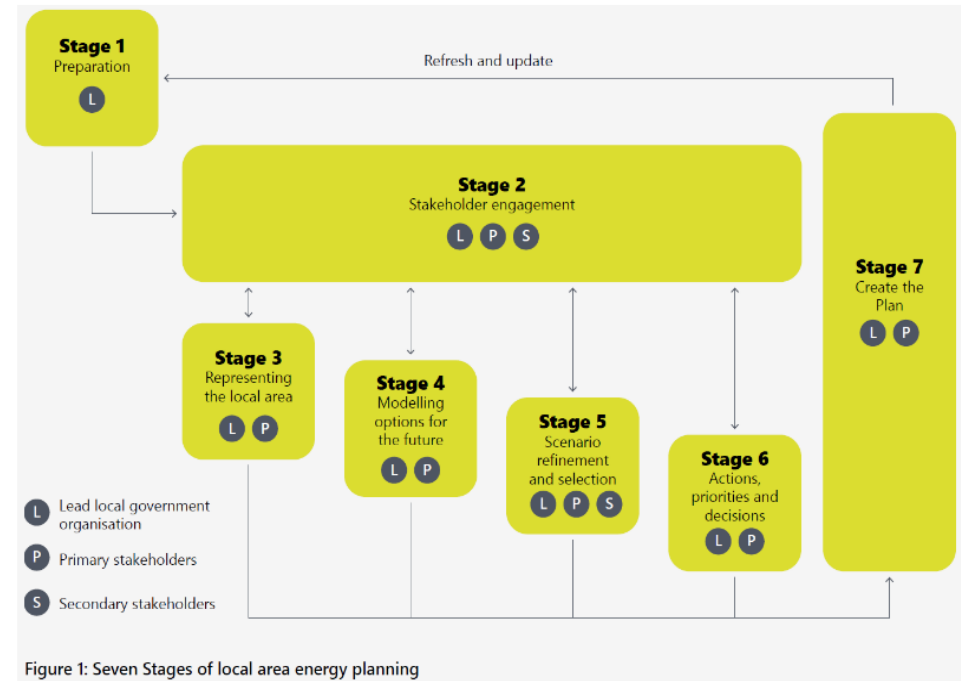 Stage 1
Preparation
L
Refresh and update
Stage 2
Stakeholder engagement
L P S
Stage 3
Representing
the local area
L P
Stage 4
Modelling
options for
the future
L P
Stage 5
Scenario
refinement
and selection
L P S
Stage 6
Actions,
priorities and
decisions
L P
Stage 7
Create the
Plan
L P
L Lead local government
organisation
P Primary stakeholders
S Secondary stakeholders
Figure 1: Seven Stages of local area energy planning